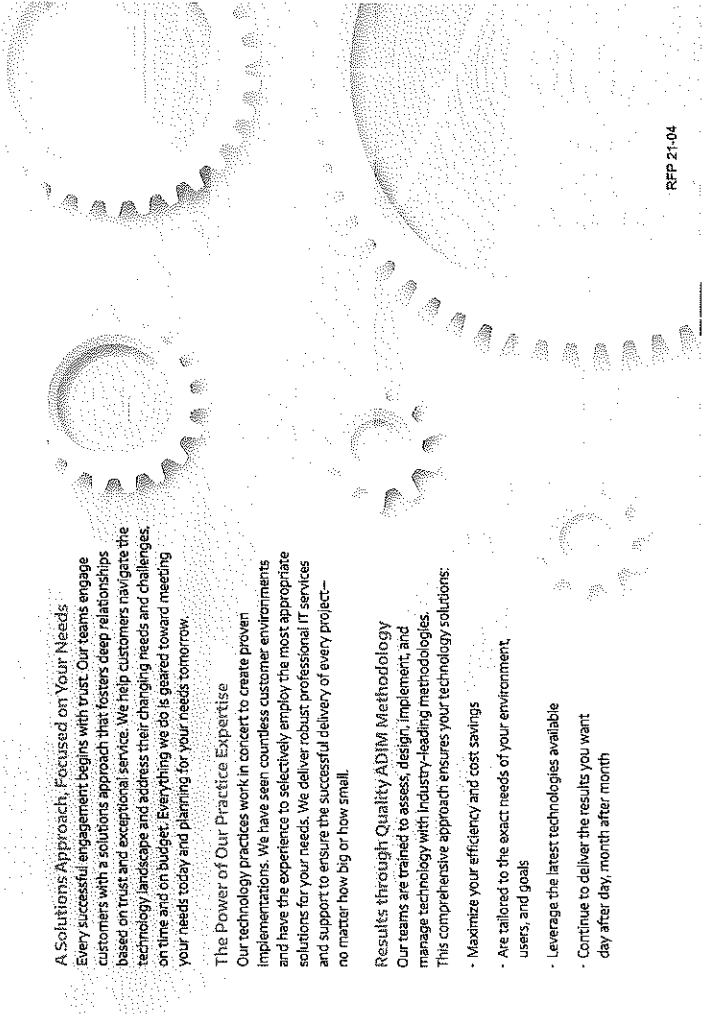 A Solutions Approach, Focused on Your Needs
Every successful engagement begins with trust. Our teams engage
customers with a solutions approach that fosters deep relationships
based on trust and exceptional service. We help customers navigate the
technology landscape and address their changing needs and challenges,
on time and on budget. Everything we do is geared toward meeting
your needs today and planning for your needs tomorrow.
The Power of Our Practice Expertise
Our technology practices work in concert to create proven
implementations. We have seen countless customer environments
and have the experience to selectively employ the most appropriate
solutions for your needs. We deliver robust professional IT services
and support to ensure the successful delivery of every project—
no matter how big or how small.
Results through Quality ADIM Methodology
Our teams are trained to assess, design, implement, and
manage technology with industry-leading methodologies.
This comprehensive approach ensures your technology solutions:
- Maximize your efficiency and cost savings
- Are tailored to the exact needs of your environment,
users, and goals
- Leverage the latest technologies available
- Continue to deliver the results you want
day after day, month after month
RFP 21-04